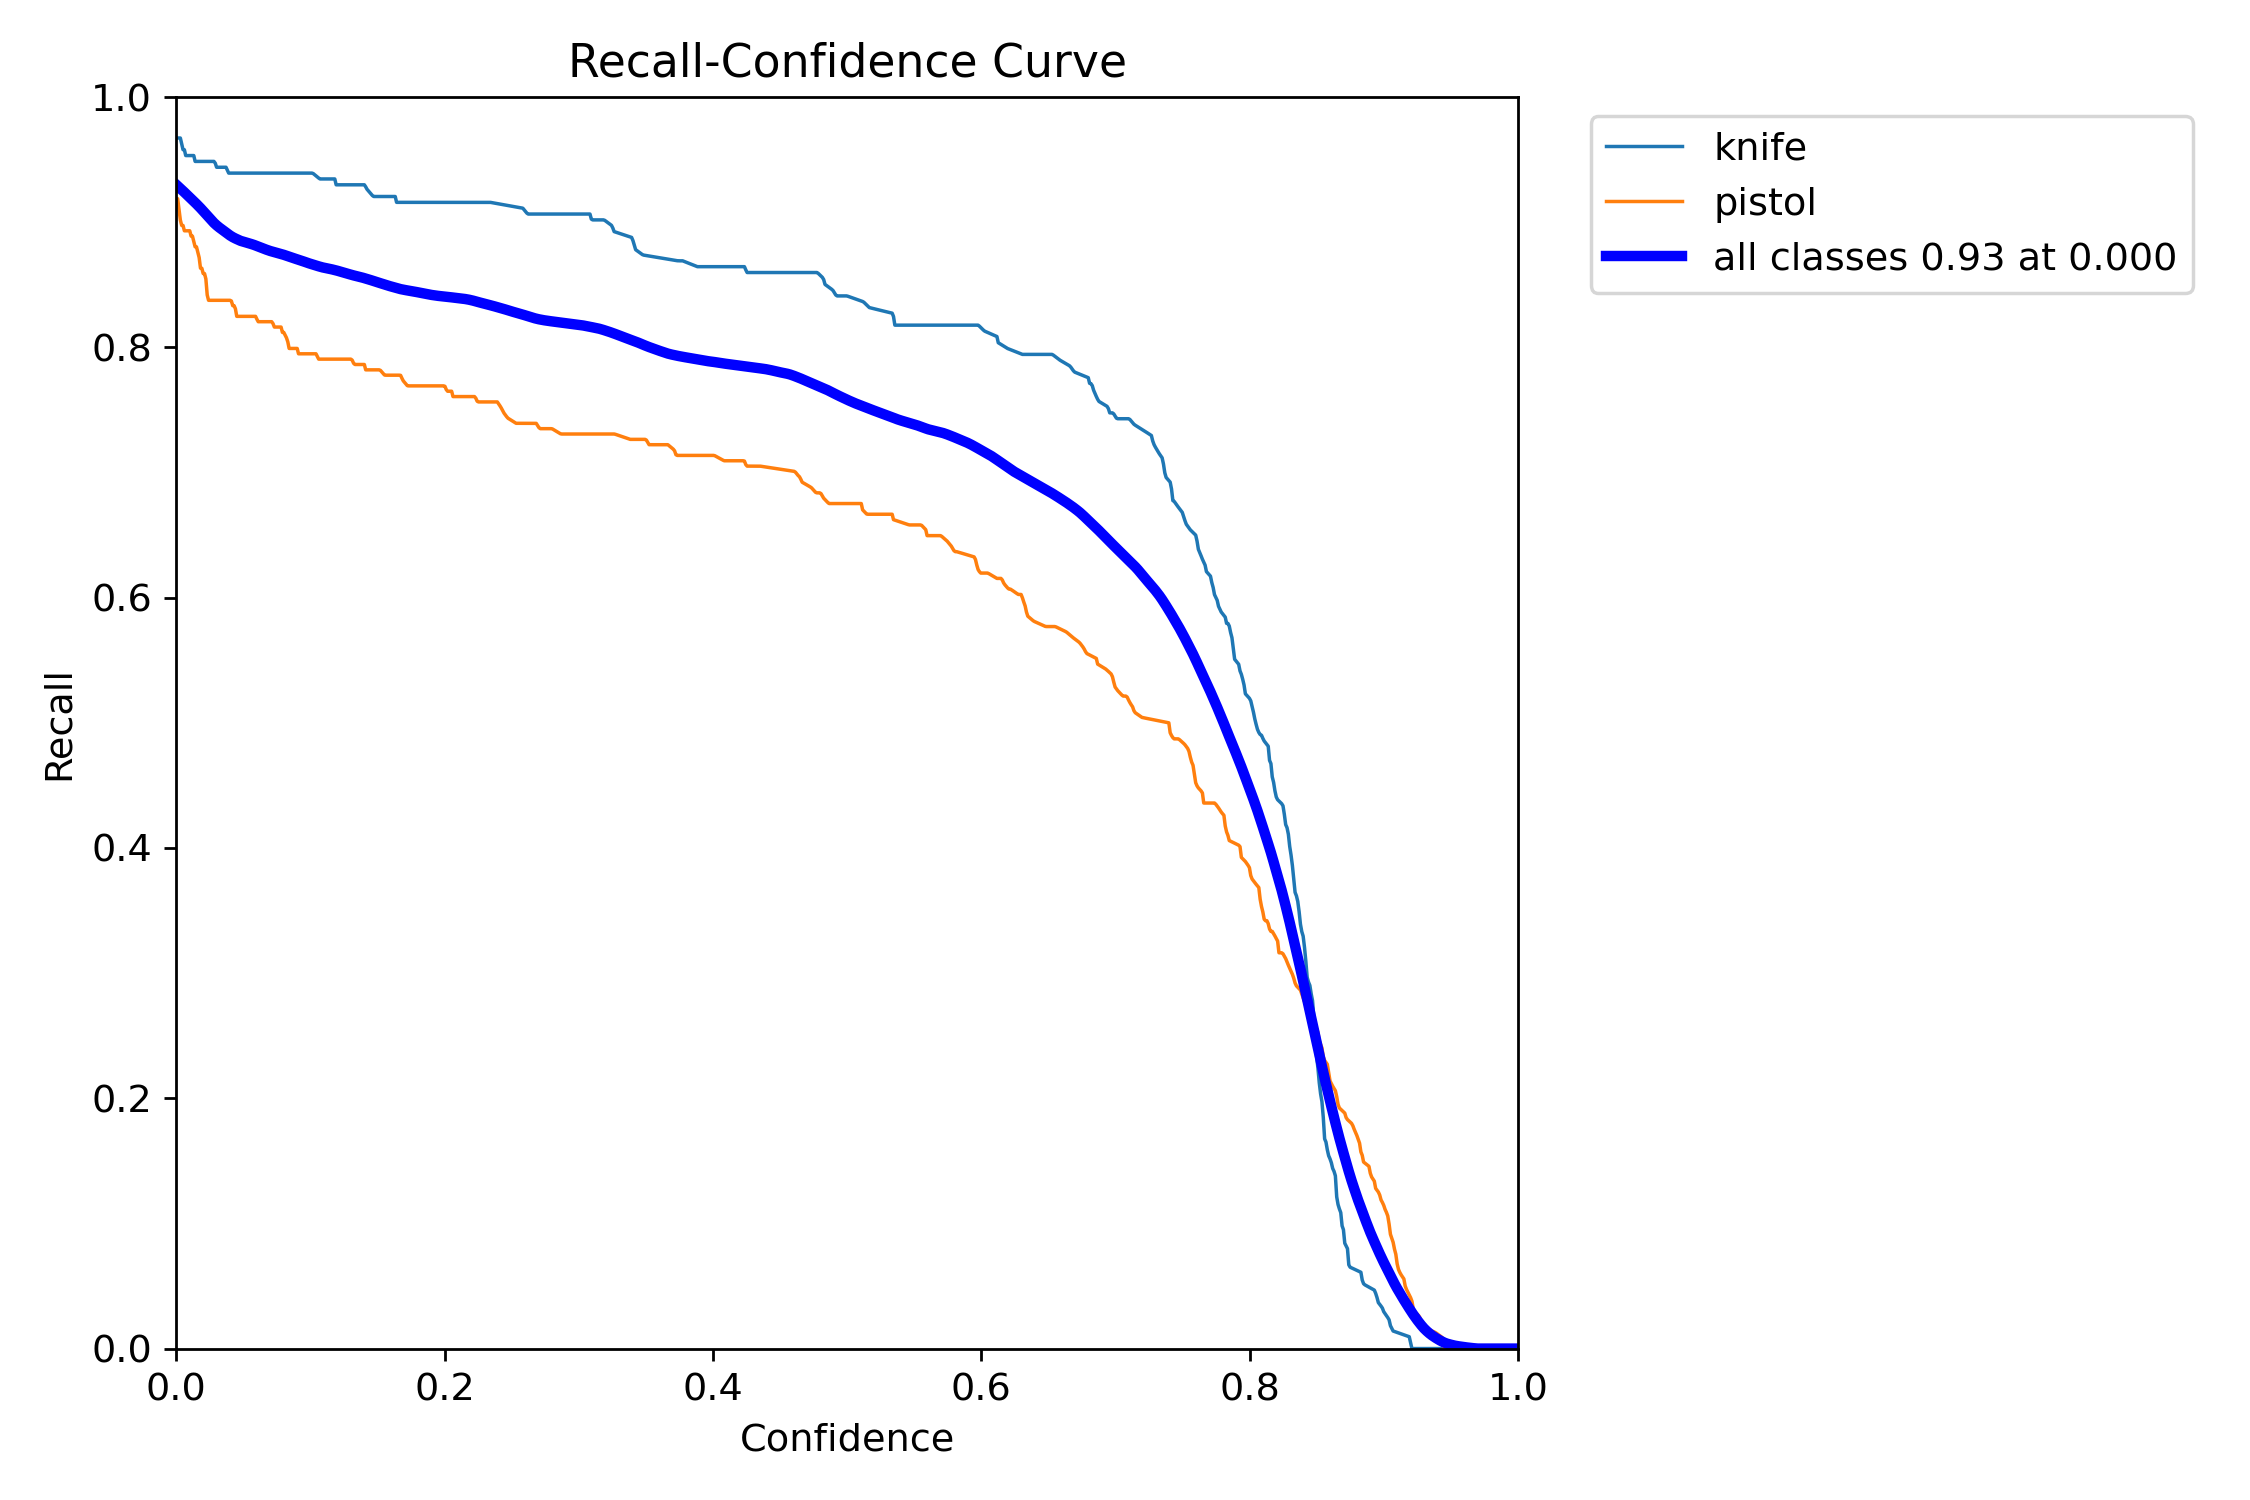 Recall-Confidence Curve
1.0
0.8
0.6
0.4
0.2
0.0
Recall
0.0 0.2 0.4 0.6 0.8 1.0
Confidence
knife
pistol
all classes 0.93 at 0.000